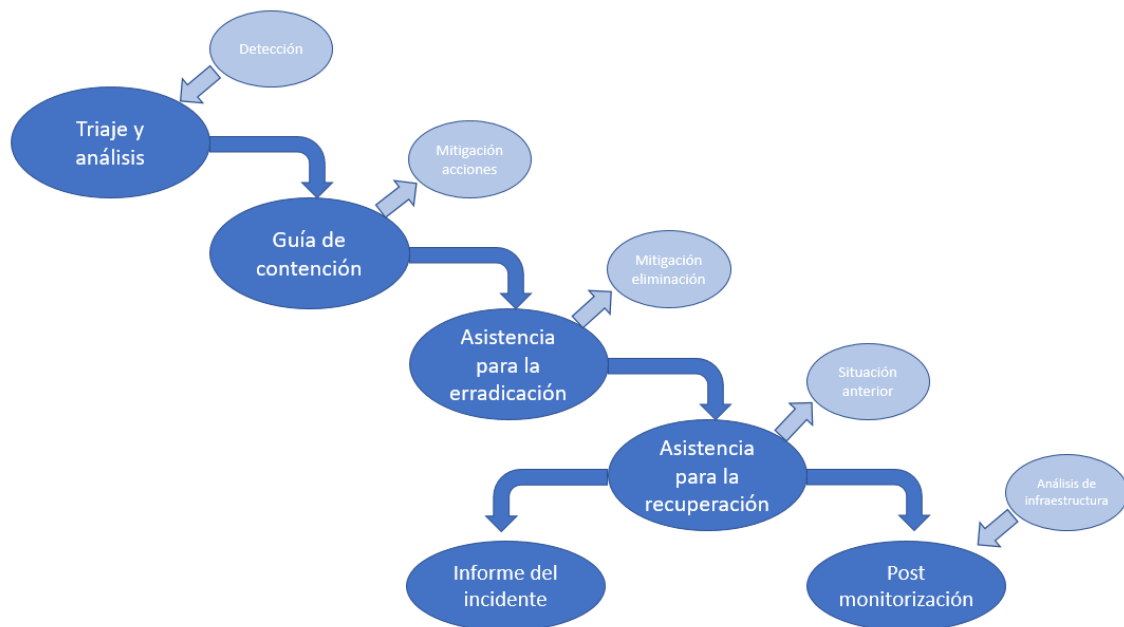 Detección
Triaje y
análisis
Mitigación
acciones
Guía de
contención
Mitigación
eliminación
Asistencia
para la
erradicación
Situación
anterior
Asistencia
para la
recuperación
Análisis de
infraestructura
Informe del
incidente
Post
monitorización